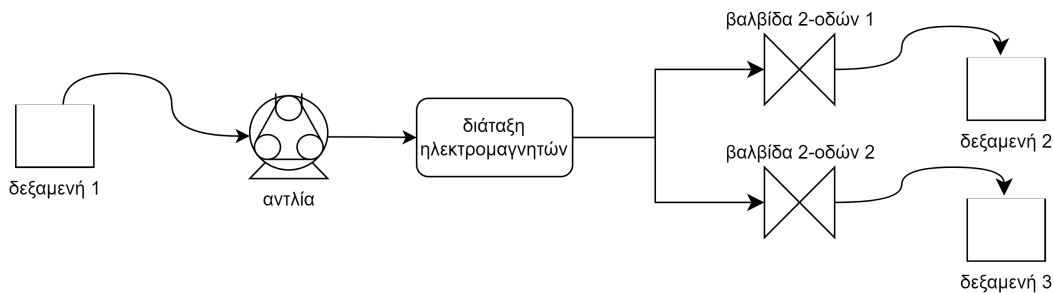 βαλβίδα 2-οδών 1
δεξαμενή 1
αντλία
διάταξη
ηλεκτρομαγνητών
δεξαμενή 2
βαλβίδα 2-οδών 2
δεξαμενή 3